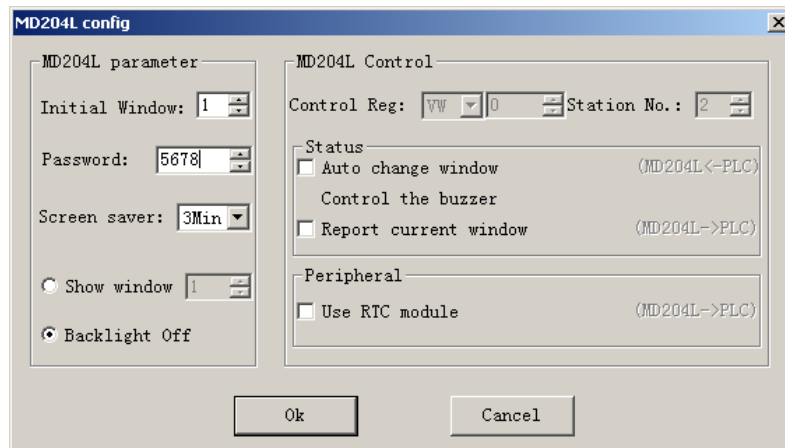 MD204L config
MD204L parameter
Initial Window: 1
Password: 5678
Screen saver: 3Min
Show window 1
Backlight Off
MD204L Control
Control Reg: VW 0 Station No.: 2
Status
Auto change window (MD204L<-PLC)
Control the buzzer
Report current window (MD204L->PLC)
Peripheral
Use RTC module (MD204L->PLC)
Ok Cancel